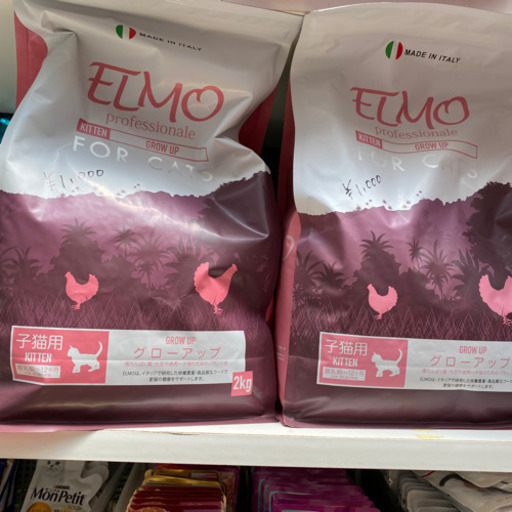 MADE IN ITALY
ELMO
professionale
KITTEN
GROW UP
FOR CATS
¥1,000
子猫用
KITTEN
GROW UP
グローアップ
2kg
MADE IN ITALY
ELMO
professionale
KITTEN
GROW UP
FOR CATS
¥1,000
子猫用
KITTEN
GROW UP
グローアップ
MonPetit